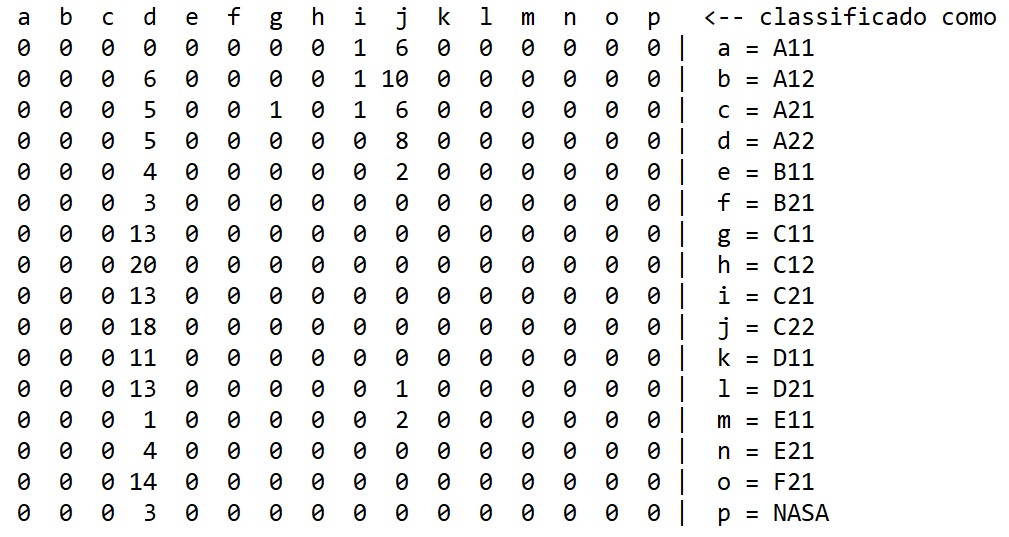 a b c d e f g h i j k l m n o p <-- classificado como
0 0 0 0 0 0 0 0 1 6 0 0 0 0 0 0 | a = A11
0 0 0 6 0 0 0 0 1 10 0 0 0 0 0 0 | b = A12
0 0 0 5 0 0 1 0 1 6 0 0 0 0 0 0 | c = A21
0 0 0 5 0 0 0 0 0 8 0 0 0 0 0 0 | d = A22
0 0 0 4 0 0 0 0 0 2 0 0 0 0 0 0 | e = B11
0 0 0 3 0 0 0 0 0 0 0 0 0 0 0 0 | f = B21
0 0 0 13 0 0 0 0 0 0 0 0 0 0 0 0 | g = C11
0 0 0 20 0 0 0 0 0 0 0 0 0 0 0 0 | h = C12
0 0 0 13 0 0 0 0 0 0 0 0 0 0 0 0 | i = C21
0 0 0 18 0 0 0 0 0 0 0 0 0 0 0 0 | j = C22
0 0 0 11 0 0 0 0 0 0 0 0 0 0 0 0 | k = D11
0 0 0 13 0 0 0 0 0 1 0 0 0 0 0 0 | l = D21
0 0 0 1 0 0 0 0 0 2 0 0 0 0 0 0 | m = E11
0 0 0 4 0 0 0 0 0 0 0 0 0 0 0 0 | n = E21
0 0 0 14 0 0 0 0 0 0 0 0 0 0 0 0 | o = F21
0 0 0 3 0 0 0 0 0 0 0 0 0 0 0 0 | p = NASA